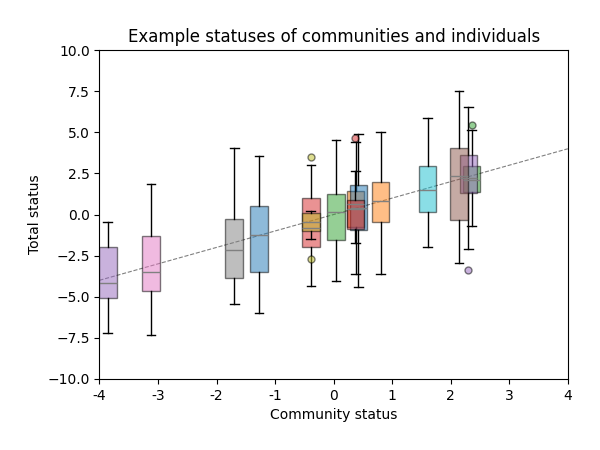 Example statuses of communities and individuals
10.0
7.5
5.0
2.5
0.0
−2.5
−5.0
−7.5
−10.0
Total status
-4 -3 -2 -1 0 1 2 3 4
Community status